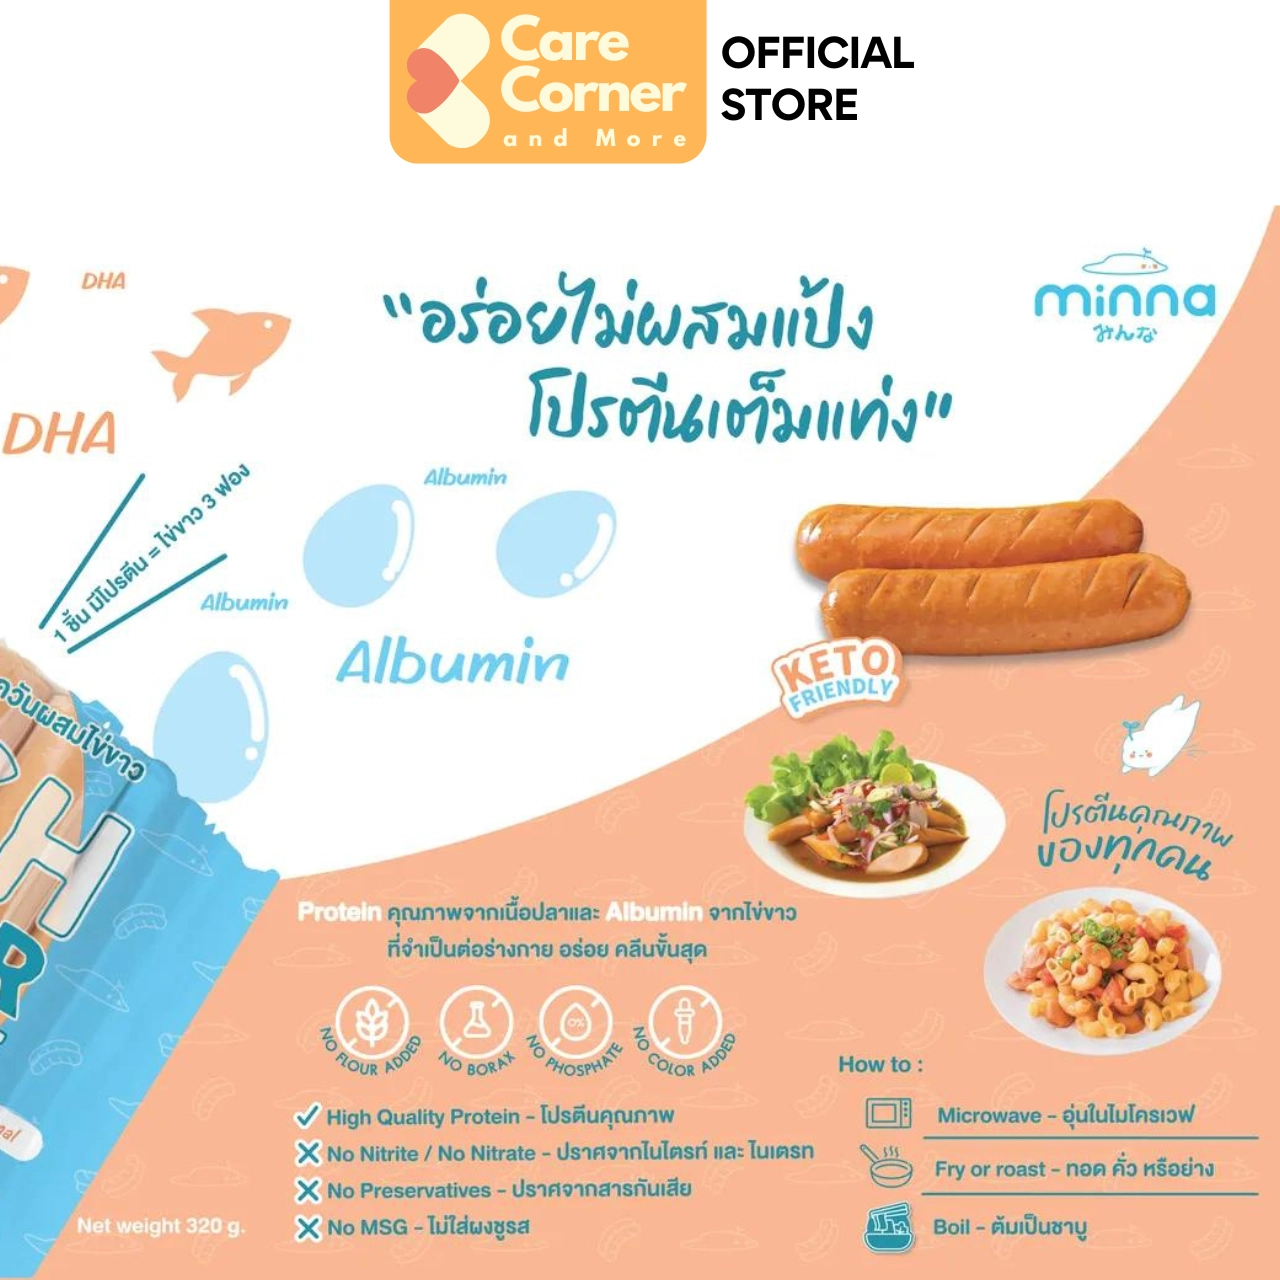 Care
Corner
and More
OFFICIAL
STORE
DHA
DHA
"อร่อยไม่ผสมแป้ง
โปรตีนเต็มแท่ง"
minna
みんな
1 ชิ้น มีโปรตีน = ไข่ขาว 3 ฟอง
Albumin
Albumin
Albumin
KETO
FRIENDLY
โปรตีนคุณภาพ
ของทุกคน
Protein คุณภาพจากเนื้อปลาและ Albumin จากไข่ขาว
ที่จำเป็นต่อร่างกาย อร่อย คลีนขั้นสุด
NO FLOUR ADDED
NO BORAX
0%
NO PHOSPHATE
NO COLOR ADDED
High Quality Protein - โปรตีนคุณภาพ
No Nitrite / No Nitrate - ปราศจากไนไตรท์ และ ไนเตรท
No Preservatives - ปราศจากสารกันเสีย
No MSG - ไม่ใส่ผงชูรส
Net weight 320 g.
How to :
Microwave - อุ่นในไมโครเวฟ
Fry or roast - ทอด คั่ว หรือย่าง
Boil - ต้มเป็นชาบู